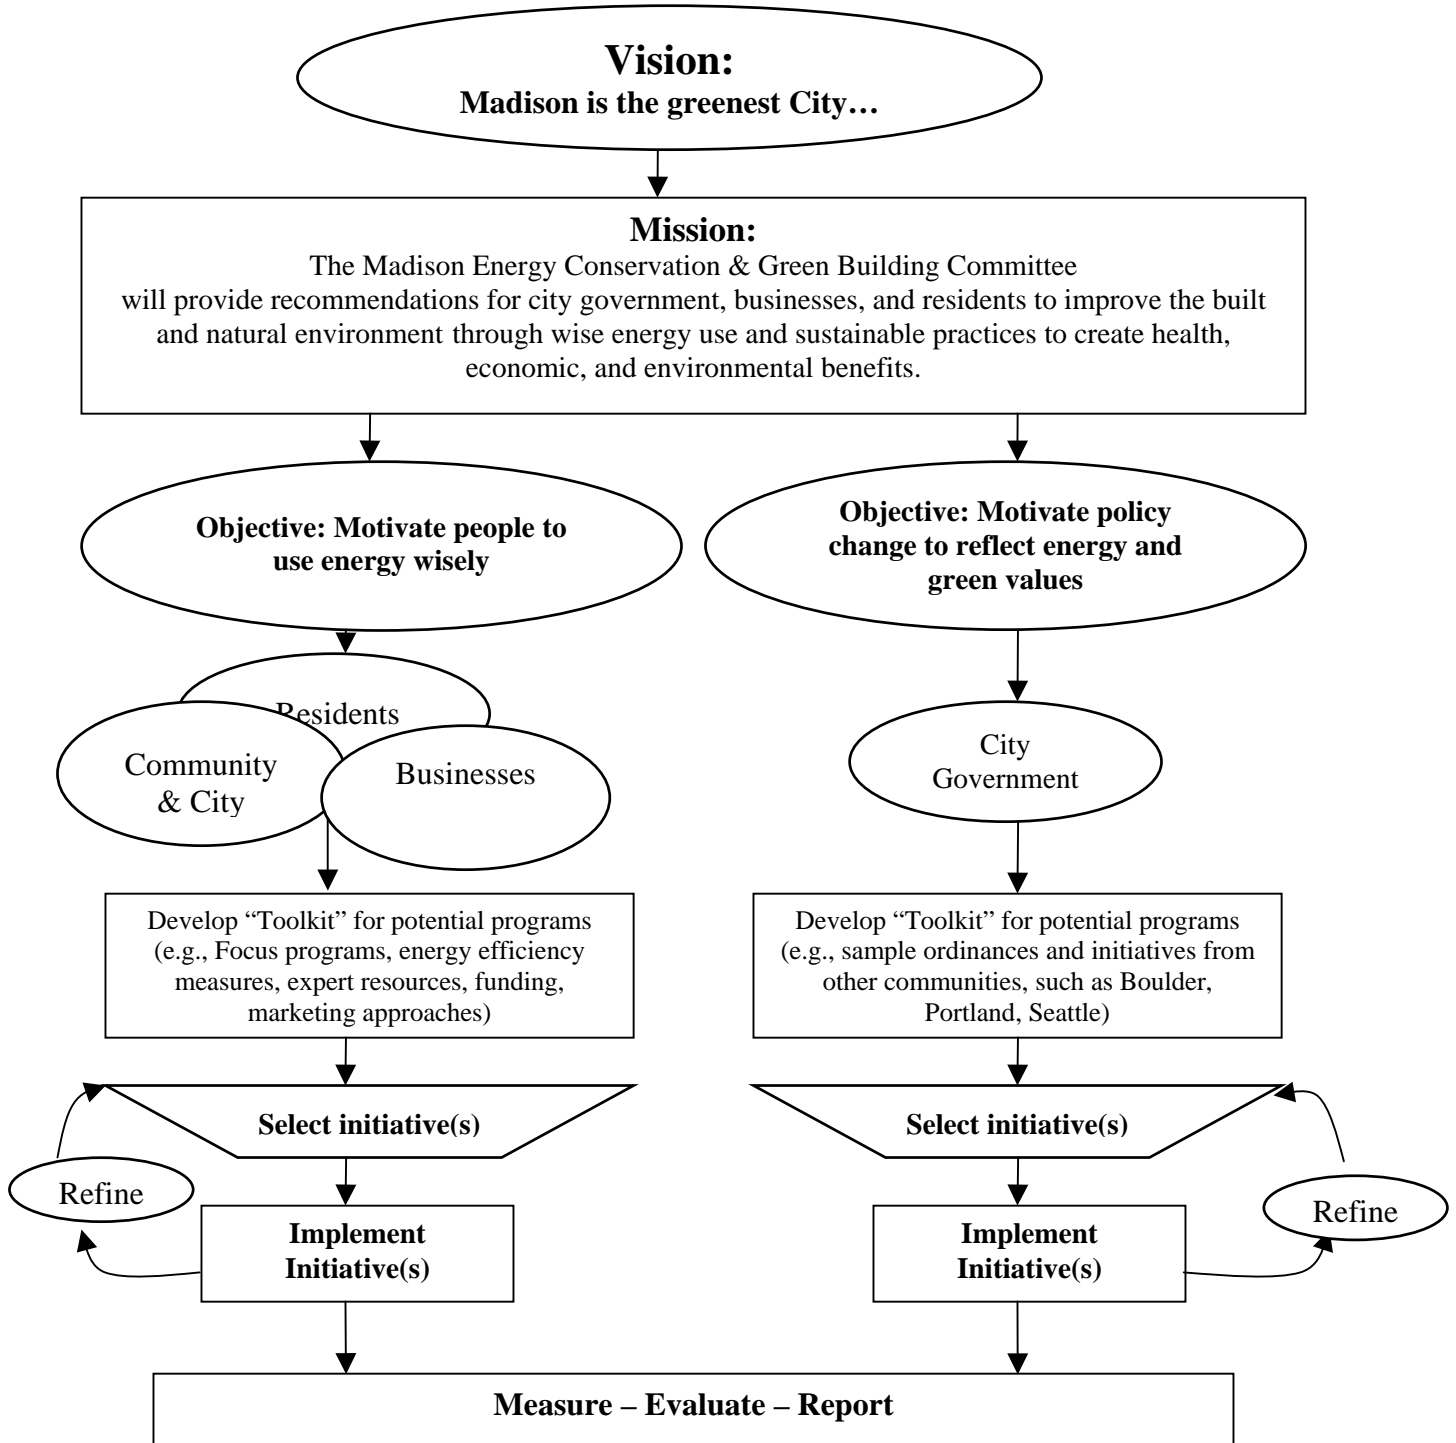 Vision:
Madison is the greenest City…
Mission:
The Madison Energy Conservation & Green Building Committee
will provide recommendations for city government, businesses, and residents to improve the built
and natural environment through wise energy use and sustainable practices to create health,
economic, and environmental benefits.
Objective: Motivate people to
use energy wisely
Objective: Motivate policy
change to reflect energy and
green values
Residents
Community
& City
Businesses
City
Government
Develop “Toolkit” for potential programs
(e.g., Focus programs, energy efficiency
measures, expert resources, funding,
marketing approaches)
Develop “Toolkit” for potential programs
(e.g., sample ordinances and initiatives from
other communities, such as Boulder,
Portland, Seattle)
Select initiative(s)
Select initiative(s)
Refine
Refine
Implement
Initiative(s)
Implement
Initiative(s)
Measure – Evaluate – Report